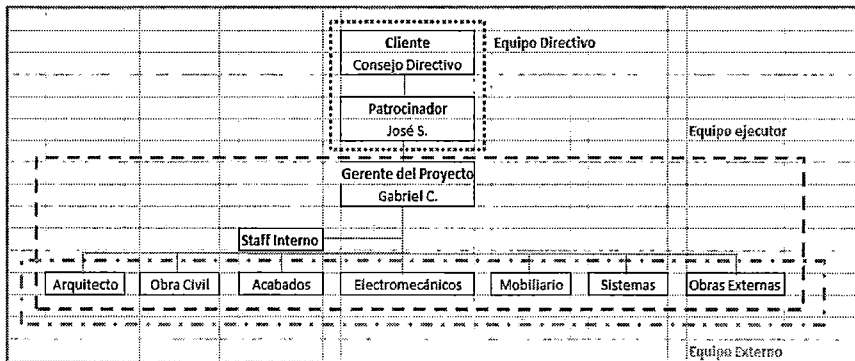 Cliente
Consejo Directivo
Equipo Directivo
Patrocinador
José S.
Equipo ejecutor
Gerente del Proyecto
Gabriel C.
Staff Interno
Arquitecto
Obra Civil
Acabados
Electromecánicos
Mobiliario
Sistemas
Obras Externas
Equipo Externo